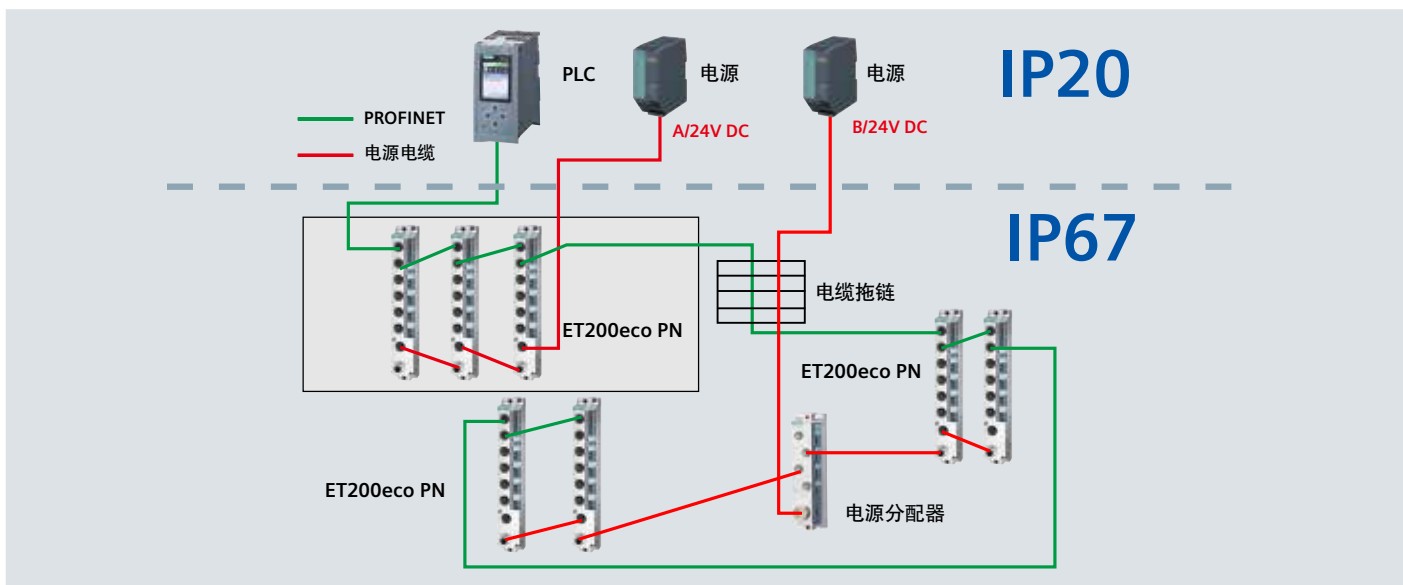 IP20
PLC
电源
电源
PROFINET
A/24V DC
B/24V DC
电源电缆
IP67
电缆拖链
ET200eco PN
ET200eco PN
ET200eco PN
电源分配器